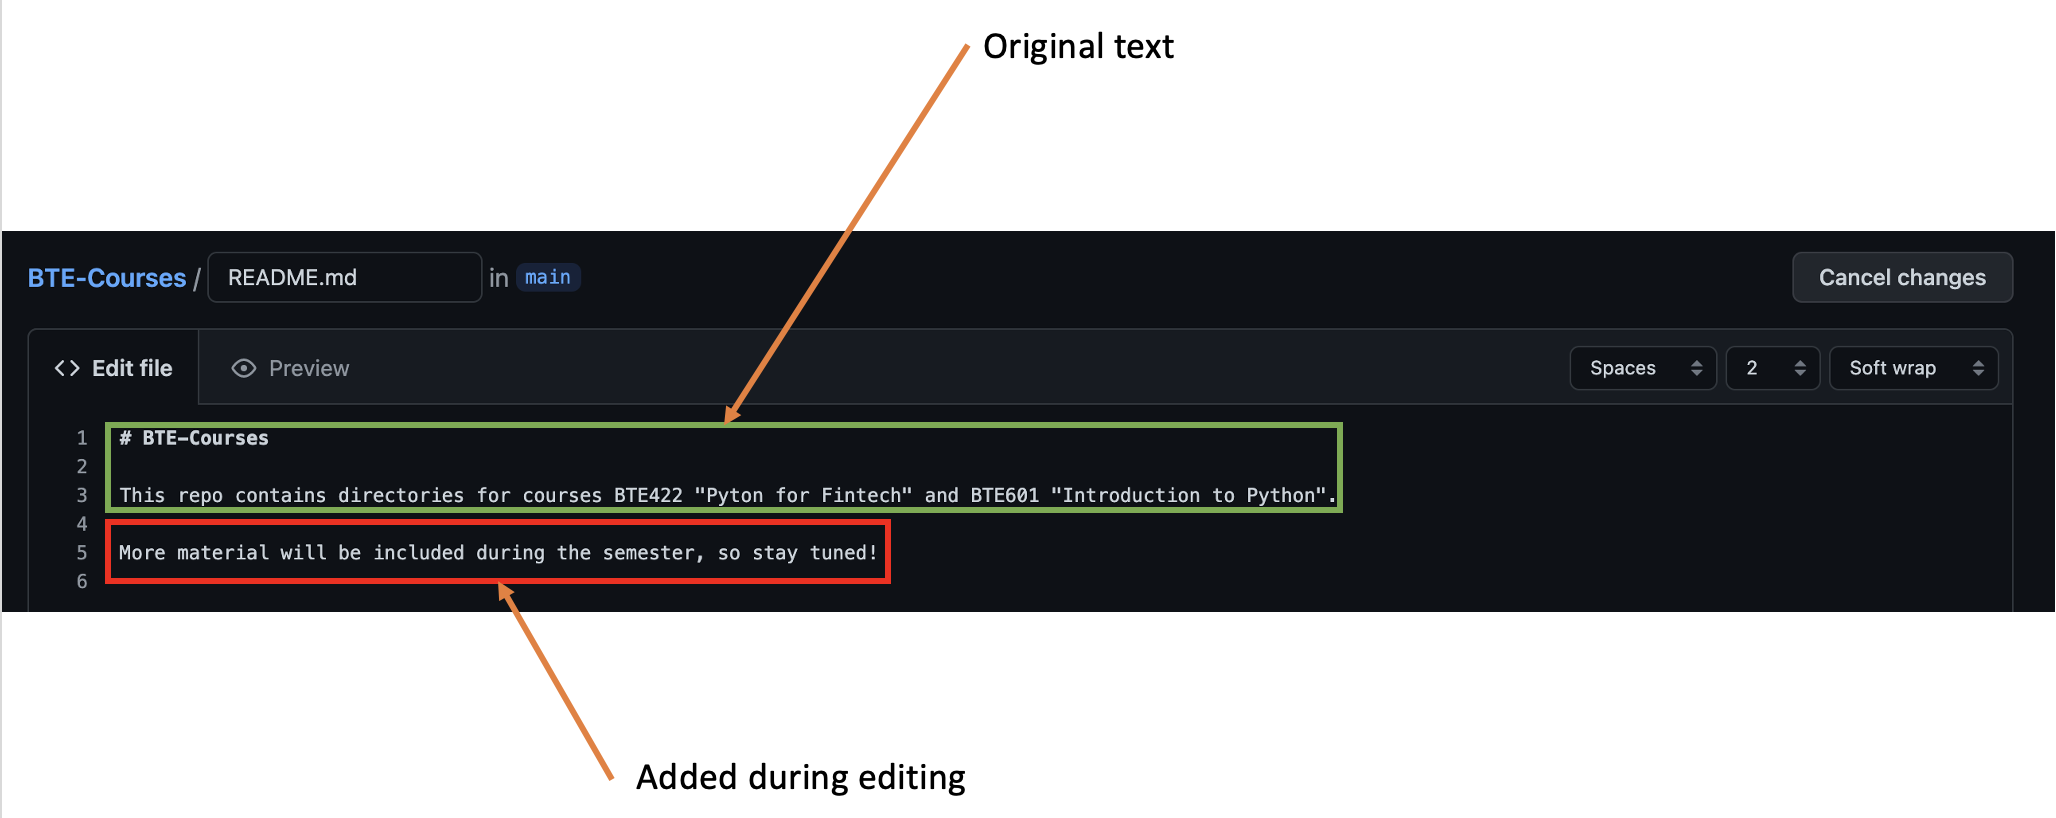 Original text
BTE-Courses / README.md in main
Cancel changes
<> Edit file
Preview
Spaces
2
Soft wrap
1 # BTE-Courses
2
3 This repo contains directories for courses BTE422 "Pyton for Fintech" and BTE601 "Introduction to Python".
4
5 More material will be included during the semester, so stay tuned!
6
Added during editing